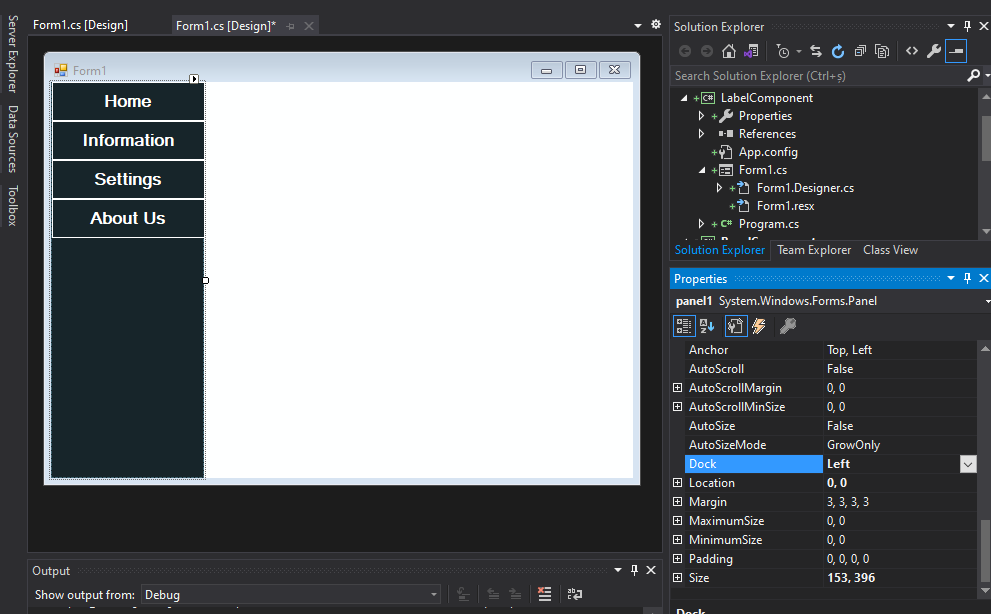 Server Explorer
Data Sources
Toolbox
Form1.cs [Design]
Form1.cs [Design]*
Form1
Home
Information
Settings
About Us
Output
Show output from: Debug
Solution Explorer
Search Solution Explorer (Ctrl+ş)
LabelComponent
Properties
References
App.config
Form1.cs
Form1.Designer.cs
Form1.resx
Program.cs
Solution Explorer Team Explorer Class View
Properties
panel1 System.Windows.Forms.Panel
Anchor Top, Left
AutoScroll False
AutoScrollMargin 0, 0
AutoScrollMinSize 0, 0
AutoSize False
AutoSizeMode GrowOnly
Dock Left
Location 0, 0
Margin 3, 3, 3, 3
MaximumSize 0, 0
MinimumSize 0, 0
Padding 0, 0, 0, 0
Size 153, 396
Dock